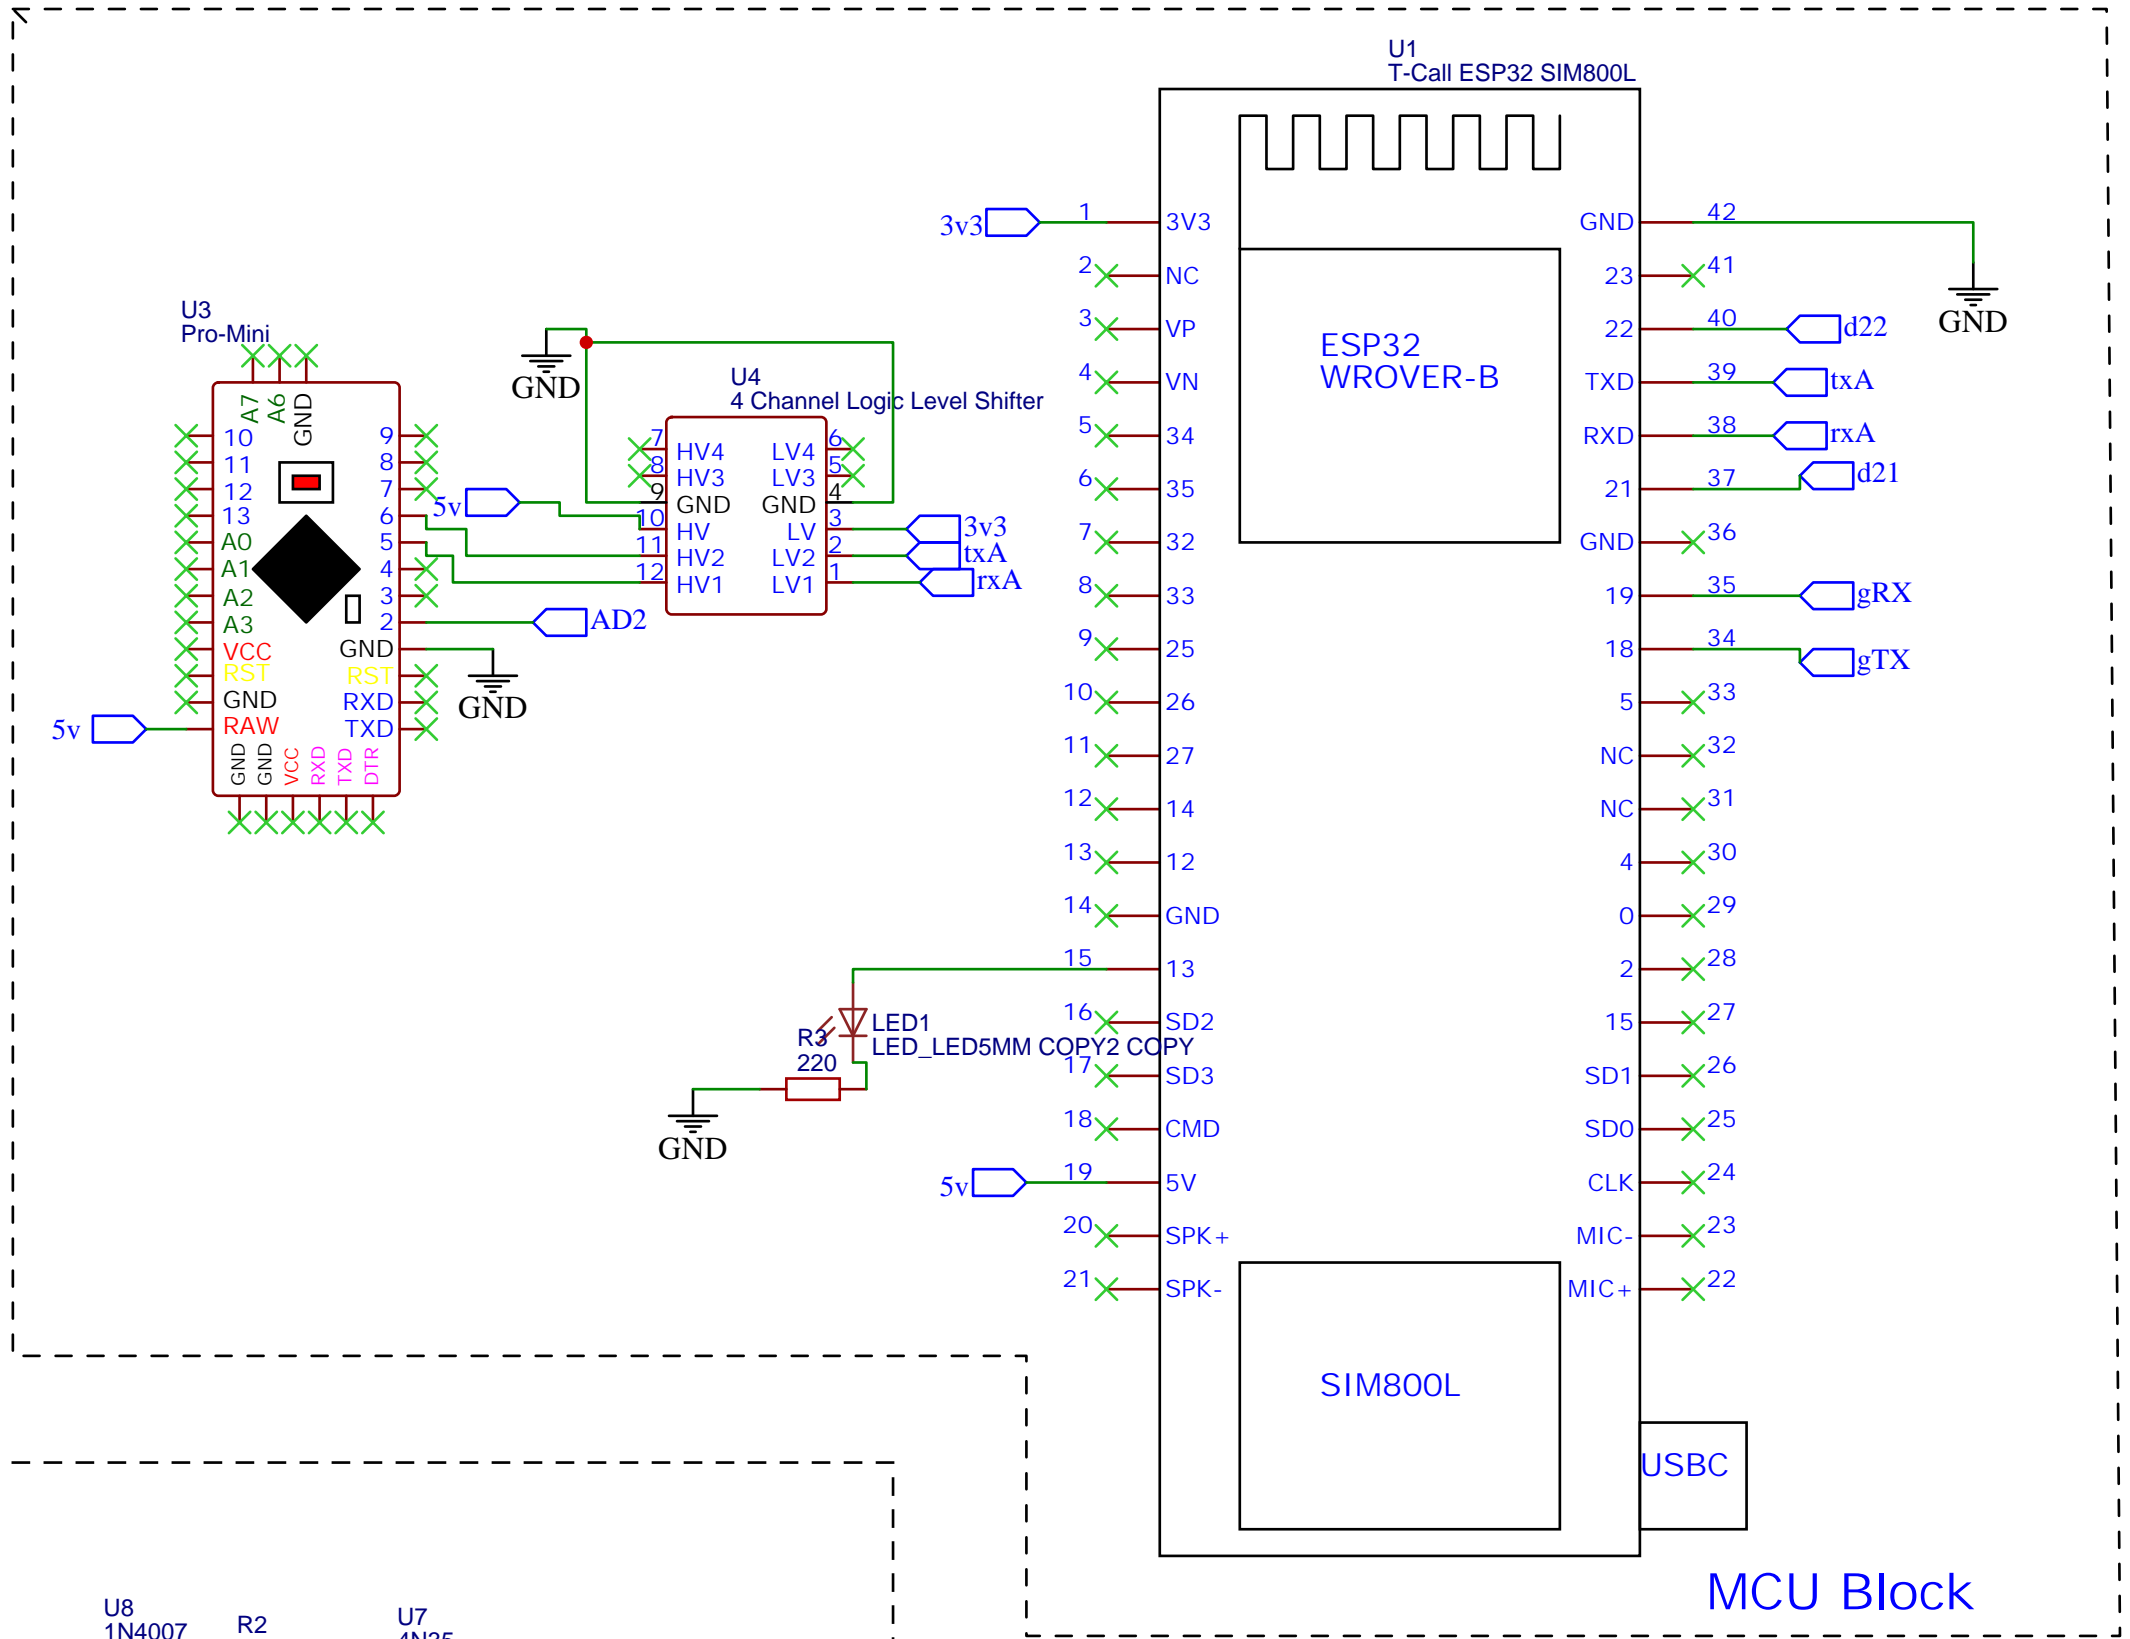 U1
T-Call ESP32 SIM800L
3v3
1
3V3
2
NC
3
VP
4
VN
5
34
6
35
7
32
8
33
9
25
10
26
11
27
12
14
13
12
14
GND
15
13
16
SD2
17
SD3
18
CMD
5v
19
5V
20
SPK+
21
SPK-
ESP32
WROVER-B
SIM800L
USBC
GND
42
GND
23
41
22
40
d22
TXD
39
txA
RXD
38
rxA
21
37
d21
GND
36
19
35
gRX
18
34
gTX
5
33
NC
32
NC
31
4
30
0
29
2
28
15
27
SD1
26
SD0
25
CLK
24
MIC-
23
MIC+
22
U3
Pro-Mini
A7
A6
GND
10
11
12
13
A0
A1
A2
A3
VCC
RST
GND
5v
RAW
9
8
7
6
5
4
3
2
AD2
GND
GND
RST
RXD
TXD
GND
GND
VCC
RXD
TXD
DTR
GND
U4
4 Channel Logic Level Shifter
7
HV4
8
HV3
9
GND
5v
10
HV
11
HV2
12
HV1
LV4
6
LV3
5
GND
4
LV
3
3v3
LV2
2
txA
LV1
1
rxA
LED1
LED_LED5MM COPY2 COPY
R3
220
GND
MCU Block
U8
1N4007
R2
U7
4N35